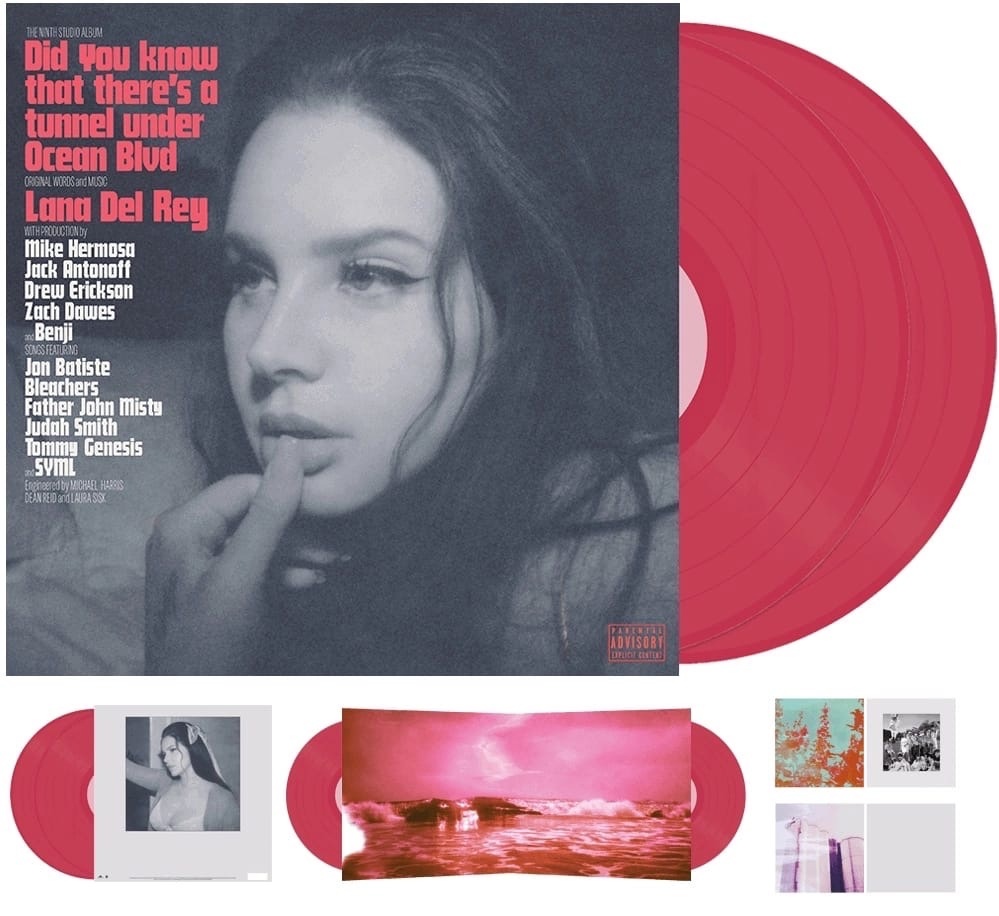 THE NINTH STUDIO ALBUM
Did you know
that there's a
tunnel under
Ocean Blvd
ORIGINAL WORDS and MUSIC
Lana Del Rey
WITH PRODUCTION by
Mike Hermosa
Jack Antonoff
Drew Erickson
Zach Dawes
and Benji
SONGS FEATURING
Jon Batiste
Bleachers
Father John Misty
Judah Smith
Tommy Genesis
and SYML
Engineered by MICHAEL HARRIS
DEAN REID and LAURA SISK
PARENTAL
ADVISORY
EXPLICIT CONTENT